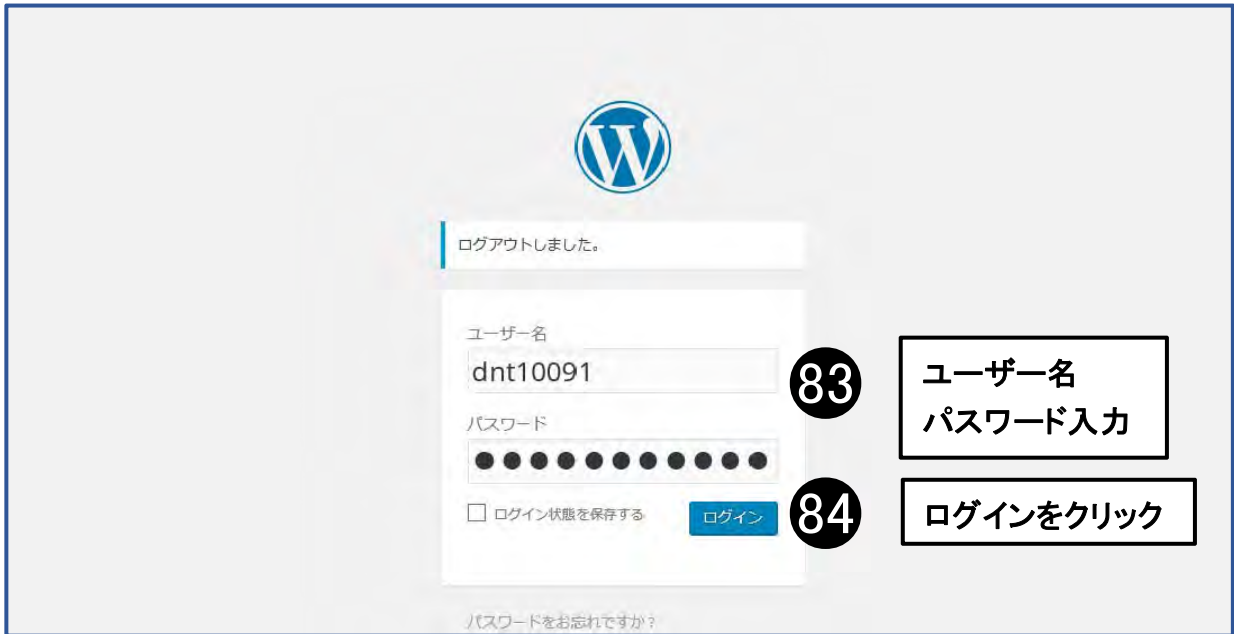 ログアウトしました。
ユーザー名
dnt10091
83
ユーザー名
パスワード入力
パスワード
●●●●●●●●●●●
ログイン状態を保存する
ログイン
84
ログインをクリック
パスワードをお忘れですか?